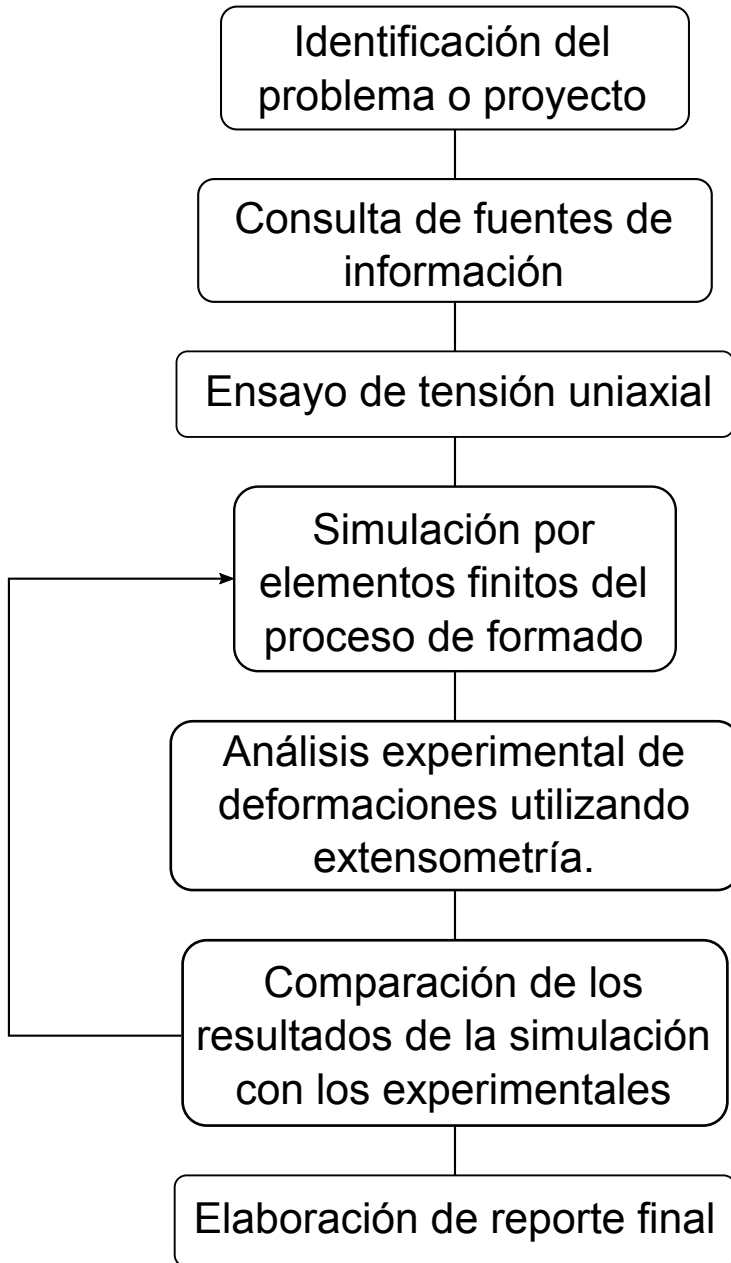 Identificación del
problema o proyecto
Consulta de fuentes de
información
Ensayo de tensión uniaxial
Simulación por
elementos finitos del
proceso de formado
Análisis experimental de
deformaciones utilizando
extensometría.
Comparación de los
resultados de la simulación
con los experimentales
Elaboración de reporte final